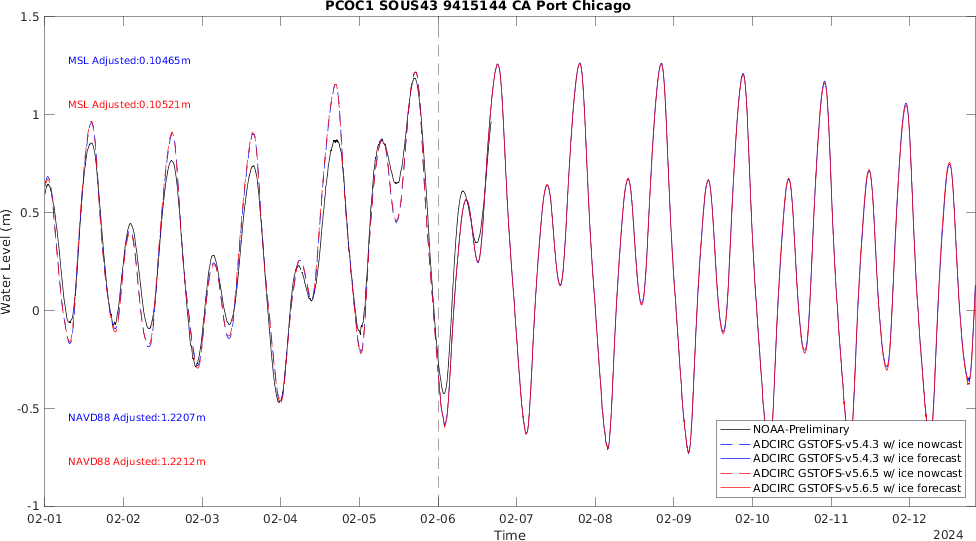 PCOC1 SOUS43 9415144 CA Port Chicago
1.5
MSL Adjusted:0.10465m
MSL Adjusted:0.10521m
1
0.5
Water Level (m)
0
-0.5
NAVD88 Adjusted:1.2207m
NAVD88 Adjusted:1.2212m
NOAA-Preliminary
ADCIRC GSTOFS-v5.4.3 w/ ice nowcast
ADCIRC GSTOFS-v5.4.3 w/ ice forecast
ADCIRC GSTOFS-v5.6.5 w/ ice nowcast
ADCIRC GSTOFS-v5.6.5 w/ ice forecast
-1
02-01 02-02 02-03 02-04 02-05 02-06 02-07 02-08 02-09 02-10 02-11 02-12
Time
2024